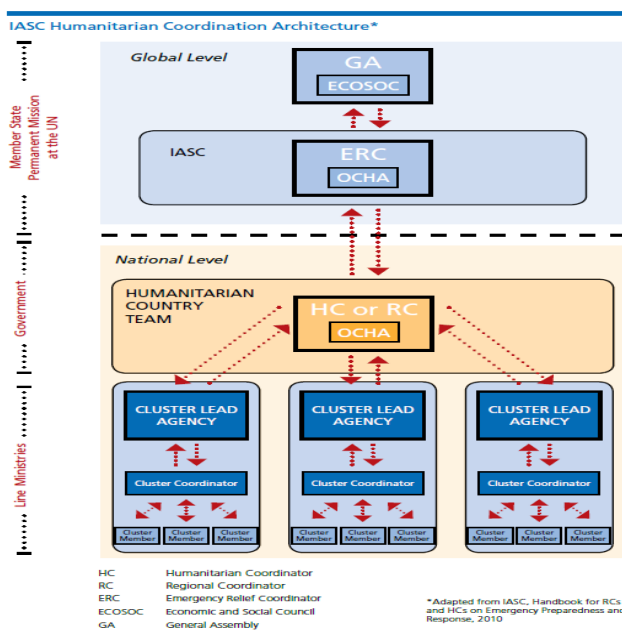 IASC Humanitarian Coordination Architecture*
Member State
Permanent Mission
at the UN
Global Level
GA
ECOSOC
IASC
ERC
OCHA
Government
National Level
HUMANITARIAN
COUNTRY
TEAM
HC or RC
OCHA
Line Ministries
CLUSTER LEAD
AGENCY
CLUSTER LEAD
AGENCY
CLUSTER LEAD
AGENCY
Cluster Coordinator
Cluster Coordinator
Cluster Coordinator
Cluster
Member
Cluster
Member
Cluster
Member
Cluster
Member
Cluster
Member
Cluster
Member
Cluster
Member
Cluster
Member
Cluster
Member
HC Humanitarian Coordinator
RC Regional Coordinator
ERC Emergency Relief Coordinator
ECOSOC Economic and Social Council
GA General Assembly
*Adapted from IASC, Handbook for RCs
and HCs on Emergency Preparedness and
Response, 2010